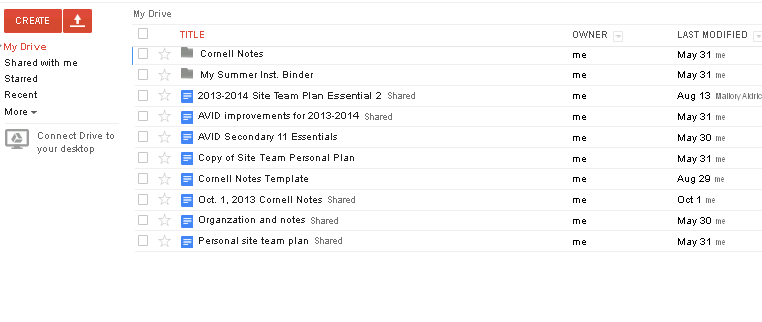 My Drive
CREATE
TITLE OWNER LAST MODIFIED
My Drive
Shared with me
Starred
Recent
More
Connect Drive to
your desktop
Cornell Notes me May 31 me
My Summer Inst. Binder me May 31 me
2013-2014 Site Team Plan Essential 2 Shared me Aug 13 Mallory Aldric
AVID improvements for 2013-2014 Shared me May 31 me
AVID Secondary 11 Essentials me May 30 me
Copy of Site Team Personal Plan me May 31 me
Cornell Notes Template me Aug 29 me
Oct. 1, 2013 Cornell Notes Shared me Oct 1 me
Organzation and notes Shared me May 30 me
Personal site team plan Shared me May 31 me